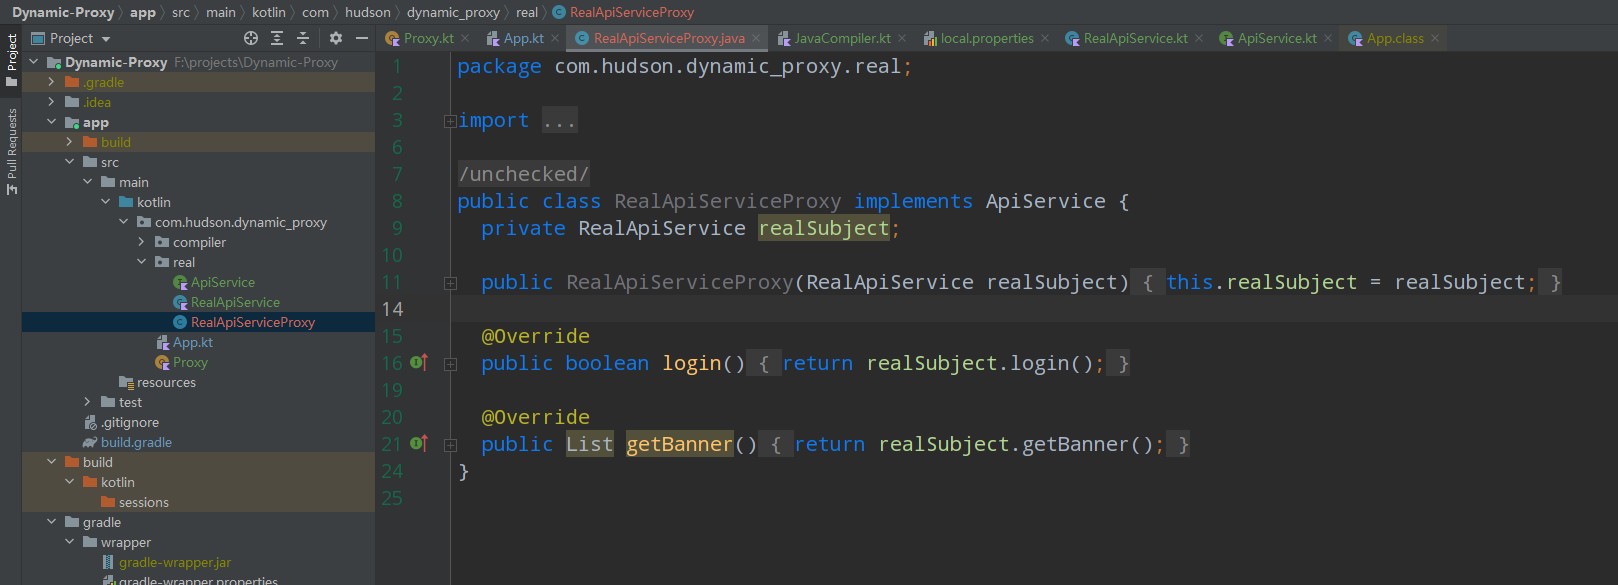 Dynamic-Proxy app src main kotlin com hudson dynamic_proxy real RealApiServiceProxy
Project
Pull Requests
Project
Proxy.kt App.kt RealApiServiceProxy.java JavaCompiler.kt local.properties RealApiService.kt ApiService.kt App.class
Dynamic-Proxy F:\projects\Dynamic-Proxy
.gradle
.idea
app
build
src
main
kotlin
com.hudson.dynamic_proxy
compiler
real
ApiService
RealApiService
RealApiServiceProxy
App.kt
Proxy
resources
test
.gitignore
build.gradle
build
kotlin
sessions
gradle
wrapper
gradle-wrapper.jar
gradle-wrapper.properties
1 package com.hudson.dynamic_proxy.real;
2
3 import ...
6
7 /unchecked/
8 public class RealApiServiceProxy implements ApiService {
9 private RealApiService realSubject;
10
11 public RealApiServiceProxy(RealApiService realSubject) { this.realSubject = realSubject; }
14
15 @Override
16 public boolean login() { return realSubject.login(); }
19
20 @Override
21 public List getBanner() { return realSubject.getBanner(); }
24 }
25